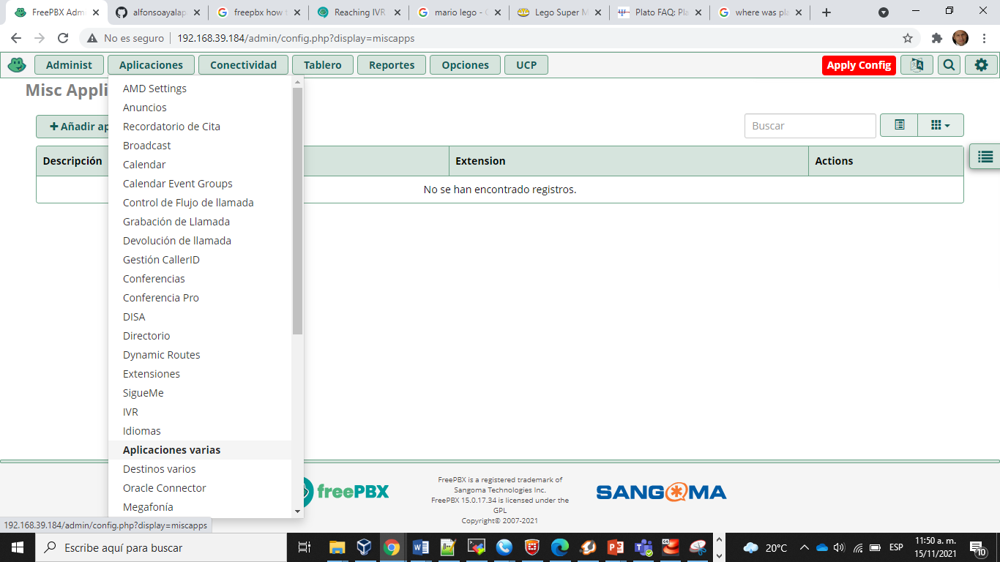 FreePBX Admi
alfonsoayalap
freepbx how t
Reaching IVR
mario lego - G
Lego Super M
Plato FAQ: Pla
where was pla
No es seguro
192.168.39.184/admin/config.php?display=miscapps
Administ
Aplicaciones
Conectividad
Tablero
Reportes
Opciones
UCP
Apply Config
Misc Appli
Añadir ap
Buscar
Descripción
Extension
Actions
No se han encontrado registros.
AMD Settings
Anuncios
Recordatorio de Cita
Broadcast
Calendar
Calendar Event Groups
Control de Flujo de llamada
Grabación de Llamada
Devolución de llamada
Gestión CallerID
Conferencias
Conferencia Pro
DISA
Directorio
Dynamic Routes
Extensiones
SigueMe
IVR
Idiomas
Aplicaciones varias
Destinos varios
Oracle Connector
Megafonía
freePBX
FreePBX is a registered trademark of
Sangoma Technologies Inc.
FreePBX 15.0.17.34 is licensed under the
GPL
Copyright© 2007-2021
SANGOMA
192.168.39.184/admin/config.php?display=miscapps
Escribe aquí para buscar
20°C
ESP
11:50 a. m.
15/11/2021
10